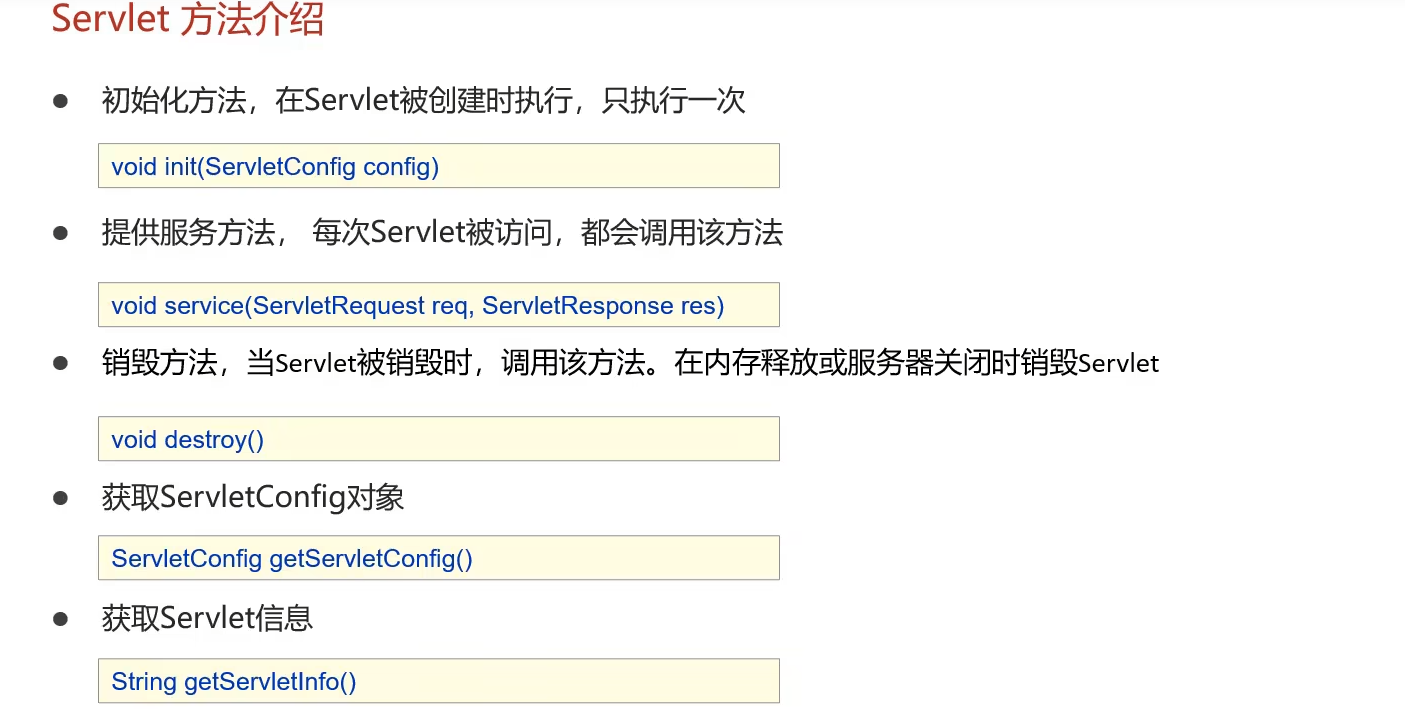 Servlet 方法介绍
初始化方法，在Servlet被创建时执行，只执行一次
void init(ServletConfig config)
提供服务方法， 每次Servlet被访问，都会调用该方法
void service(ServletRequest req, ServletResponse res)
销毁方法，当Servlet被销毁时，调用该方法。在内存释放或服务器关闭时销毁Servlet
void destroy()
获取ServletConfig对象
ServletConfig getServletConfig()
获取Servlet信息
String getServletInfo()